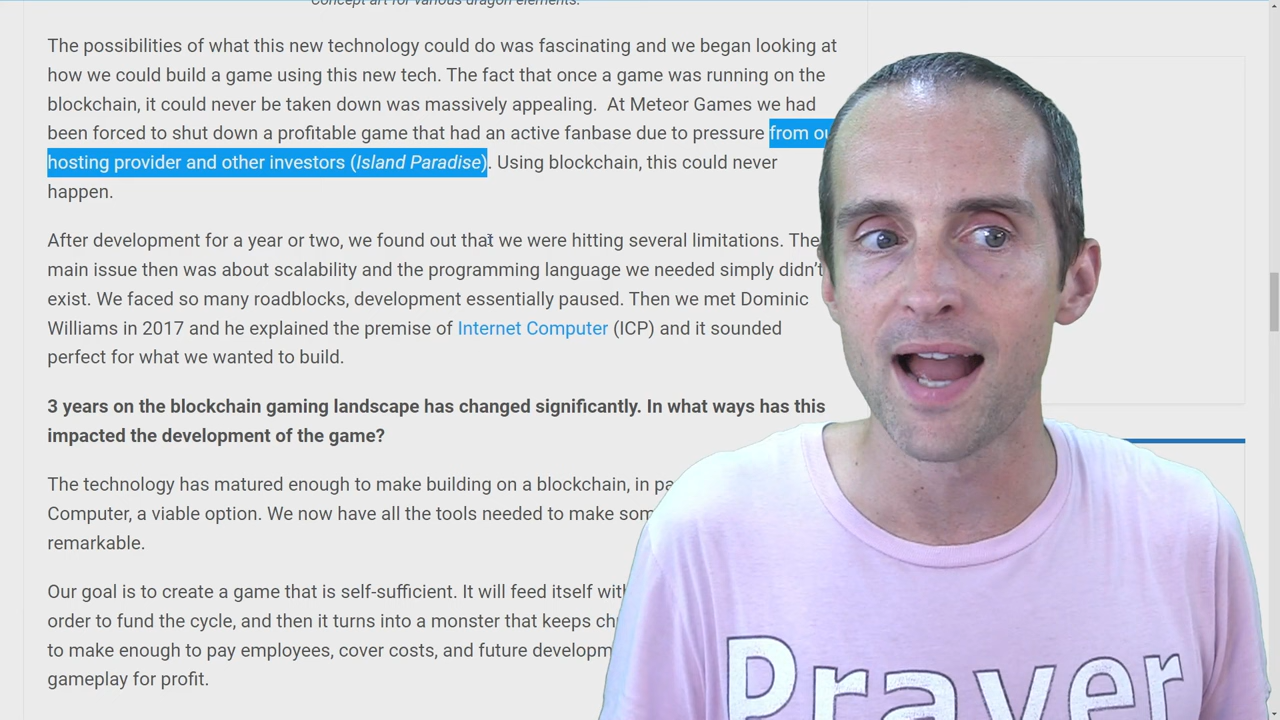 Concept art for various dragon elements.
The possibilities of what this new technology could do was fascinating and we began looking at
how we could build a game using this new tech. The fact that once a game was running on the
blockchain, it could never be taken down was massively appealing. At Meteor Games we had
been forced to shut down a profitable game that had an active fanbase due to pressure from
hosting provider and other investors (Island Paradise). Using blockchain, this could never
happen.
After development for a year or two, we found out that we were hitting several limitations. The
main issue then was about scalability and the programming language we needed simply didn't
exist. We faced so many roadblocks, development essentially paused. Then we met Dominic
Williams in 2017 and he explained the premise of Internet Computer (ICP) and it sounded
perfect for what we wanted to build.
3 years on the blockchain gaming landscape has changed significantly. In what ways has this
impacted the development of the game?
The technology has matured enough to make building on a blockchain, in
Computer, a viable option. We now have all the tools needed to make
remarkable.
Our goal is to create a game that is self-sufficient. It will feed itself
order to fund the cycle, and then it turns into a monster that keeps
to make enough to pay employees, cover costs, and future
gameplay for profit.
Prayer